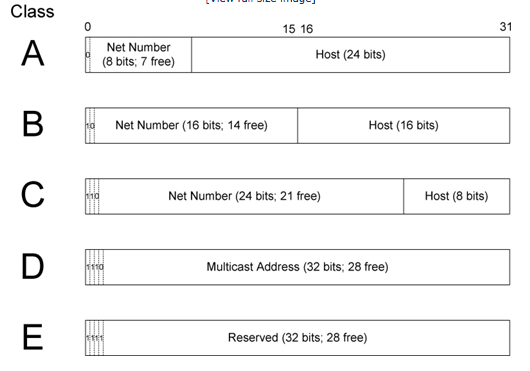 [View full size image]
Class
0 15 16 31
A
0
Net Number
(8 bits; 7 free)
Host (24 bits)
B
10
Net Number (16 bits; 14 free)
Host (16 bits)
C
110
Net Number (24 bits; 21 free)
Host (8 bits)
D
1110
Multicast Address (32 bits; 28 free)
E
1111
Reserved (32 bits; 28 free)